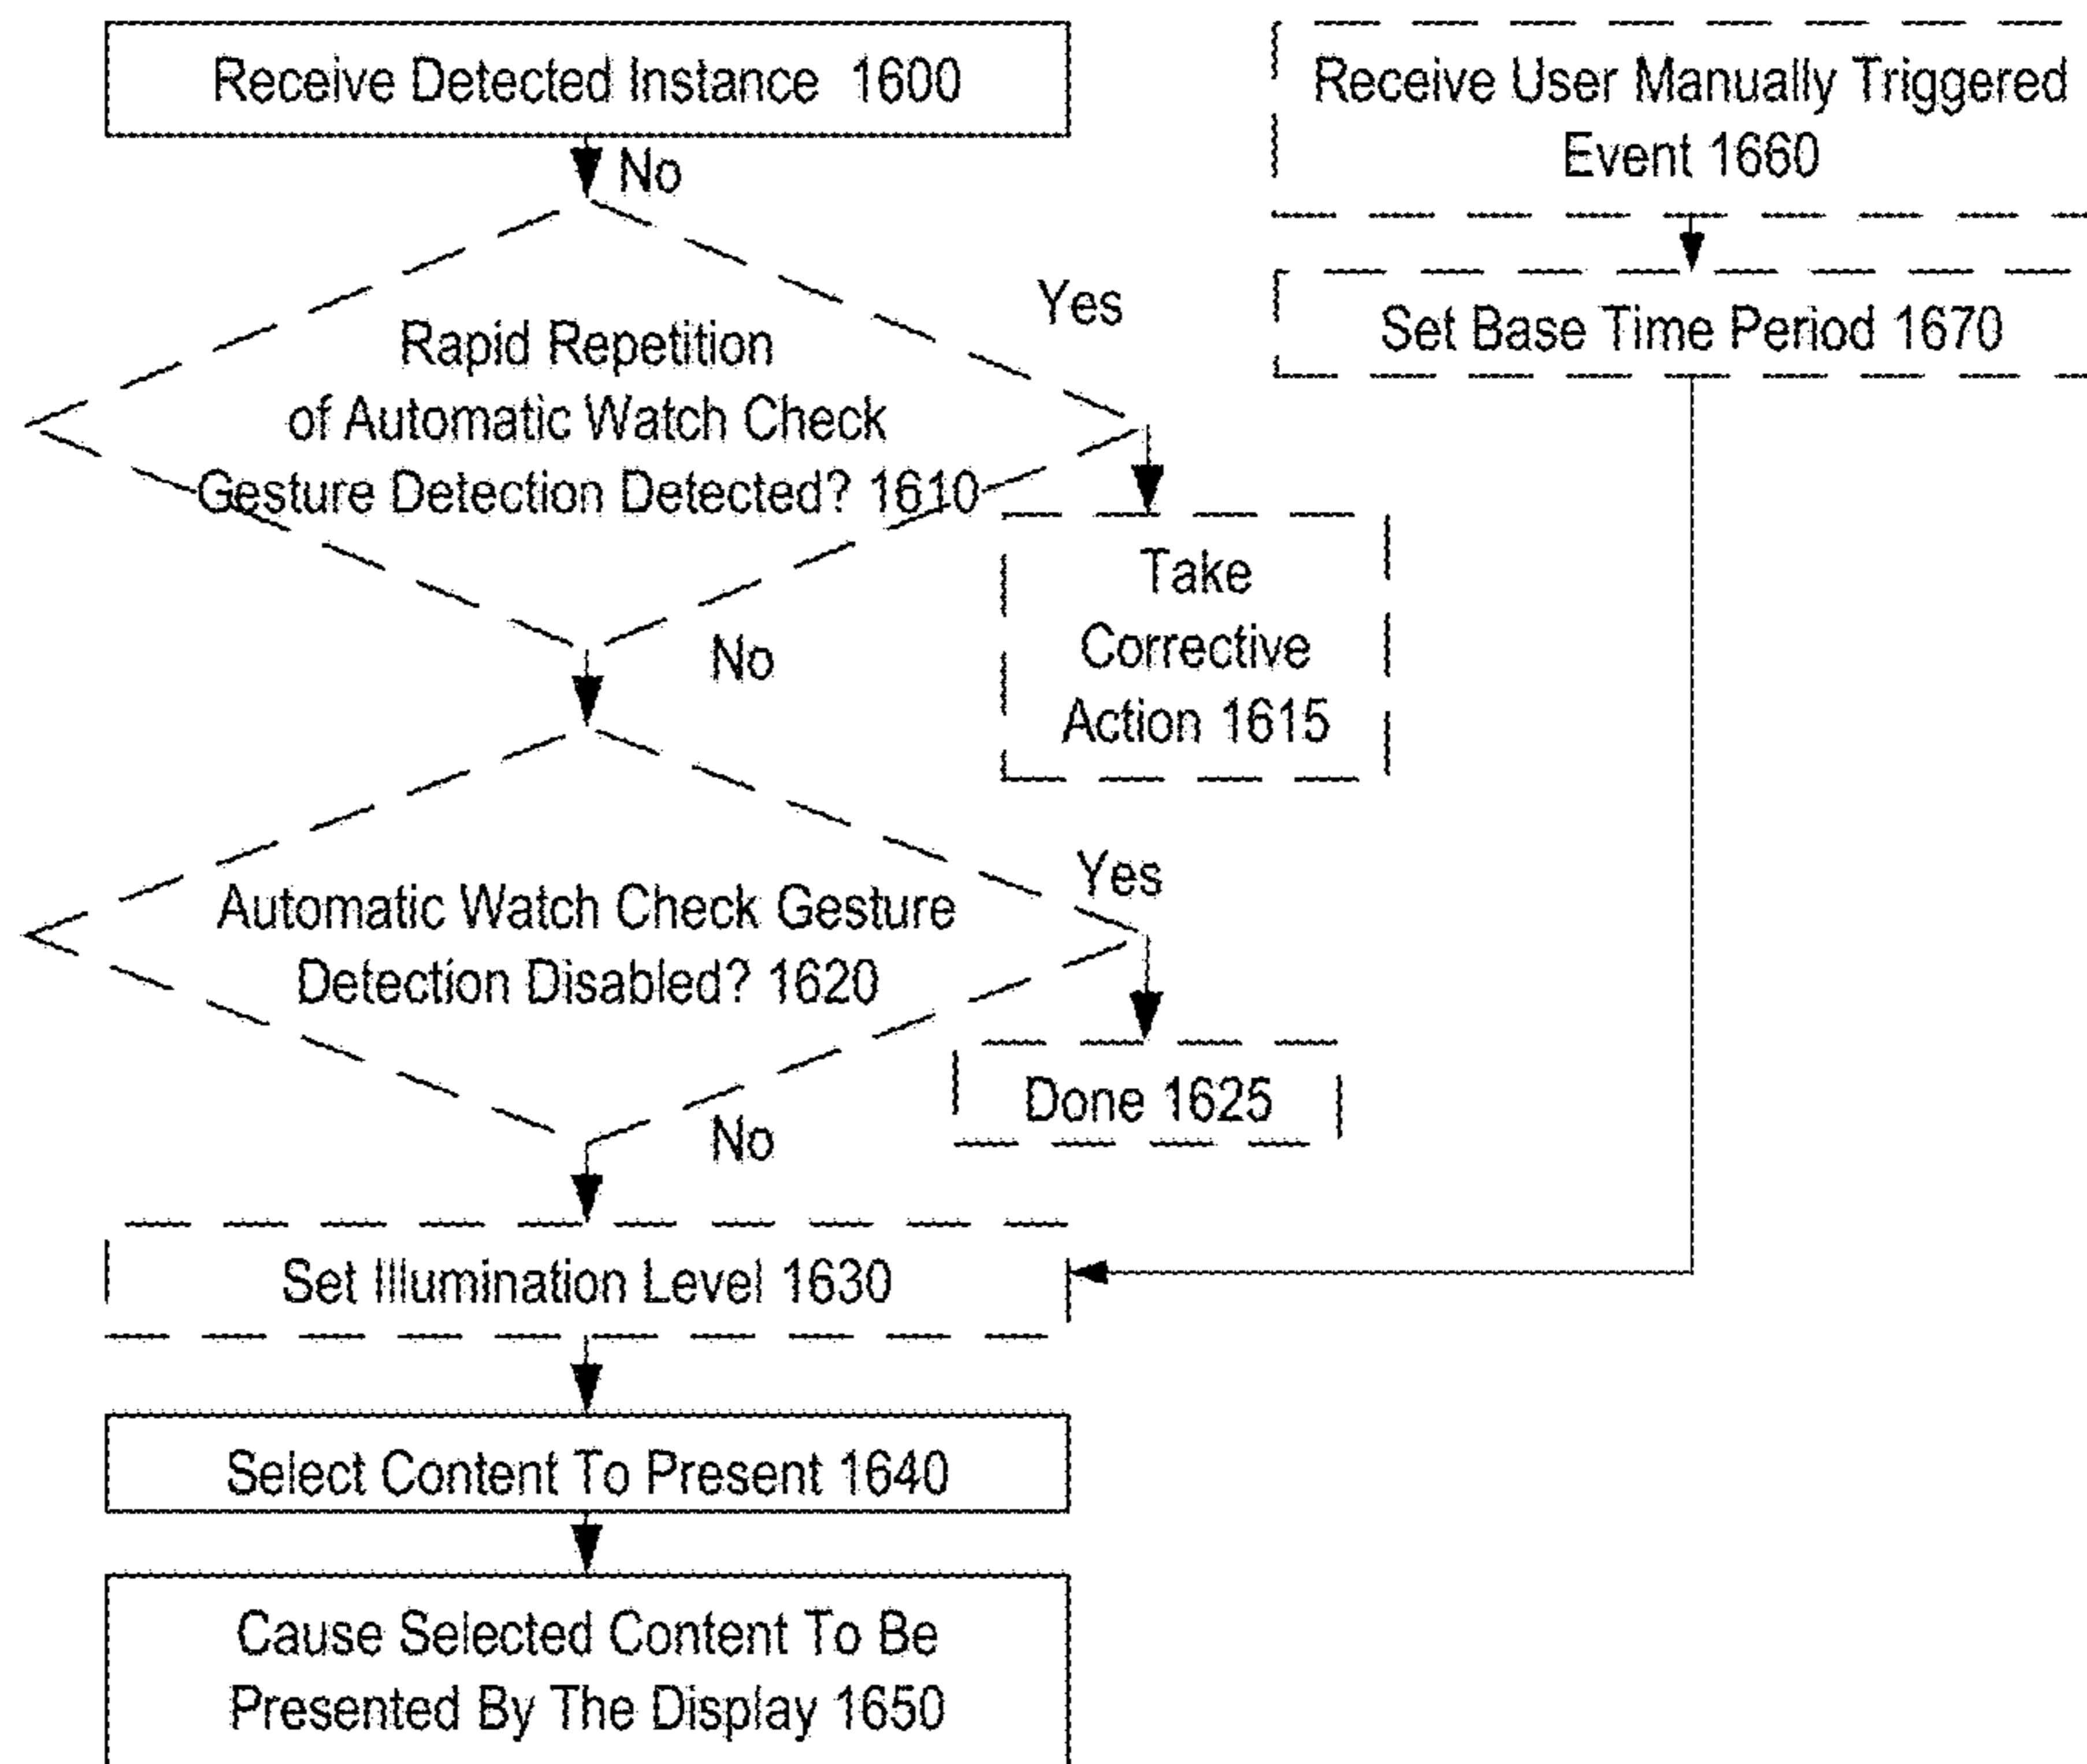 Receive Detected Instance 1600
No
Rapid Repetition
of Automatic Watch Check
Gesture Detection Detected? 1610
Yes
Take
Corrective
Action 1615
No
Automatic Watch Check Gesture
Detection Disabled? 1620
Yes
Done 1625
No
Set Illumination Level 1630
Select Content To Present 1640
Cause Selected Content To Be
Presented By The Display 1650
Receive User Manually Triggered
Event 1660
Set Base Time Period 1670